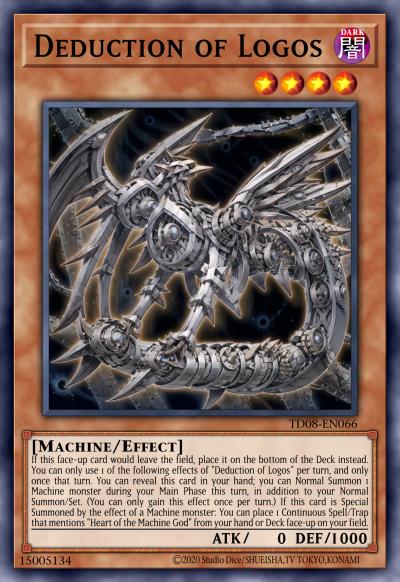 DEDUCTION OF LOGOS
DARK
闇
TD08-EN066
[MACHINE/EFFECT]
If this face-up card would leave the field, place it on the bottom of the Deck instead.
You can only use 1 of the following effects of "Deduction of Logos" per turn, and only
once that turn. You can reveal this card in your hand; you can Normal Summon 1
Machine monster during your Main Phase this turn, in addition to your Normal
Summon/Set. (You can only gain this effect once per turn.) If this card is Special
Summoned by the effect of a Machine monster: You can place 1 Continuous Spell/Trap
that mentions "Heart of the Machine God" from your hand or Deck face-up on your field.
ATK/ 0 DEF/1000
15005134
©2020 Studio Dice/SHUEISHA,TV TOKYO,KONAMI